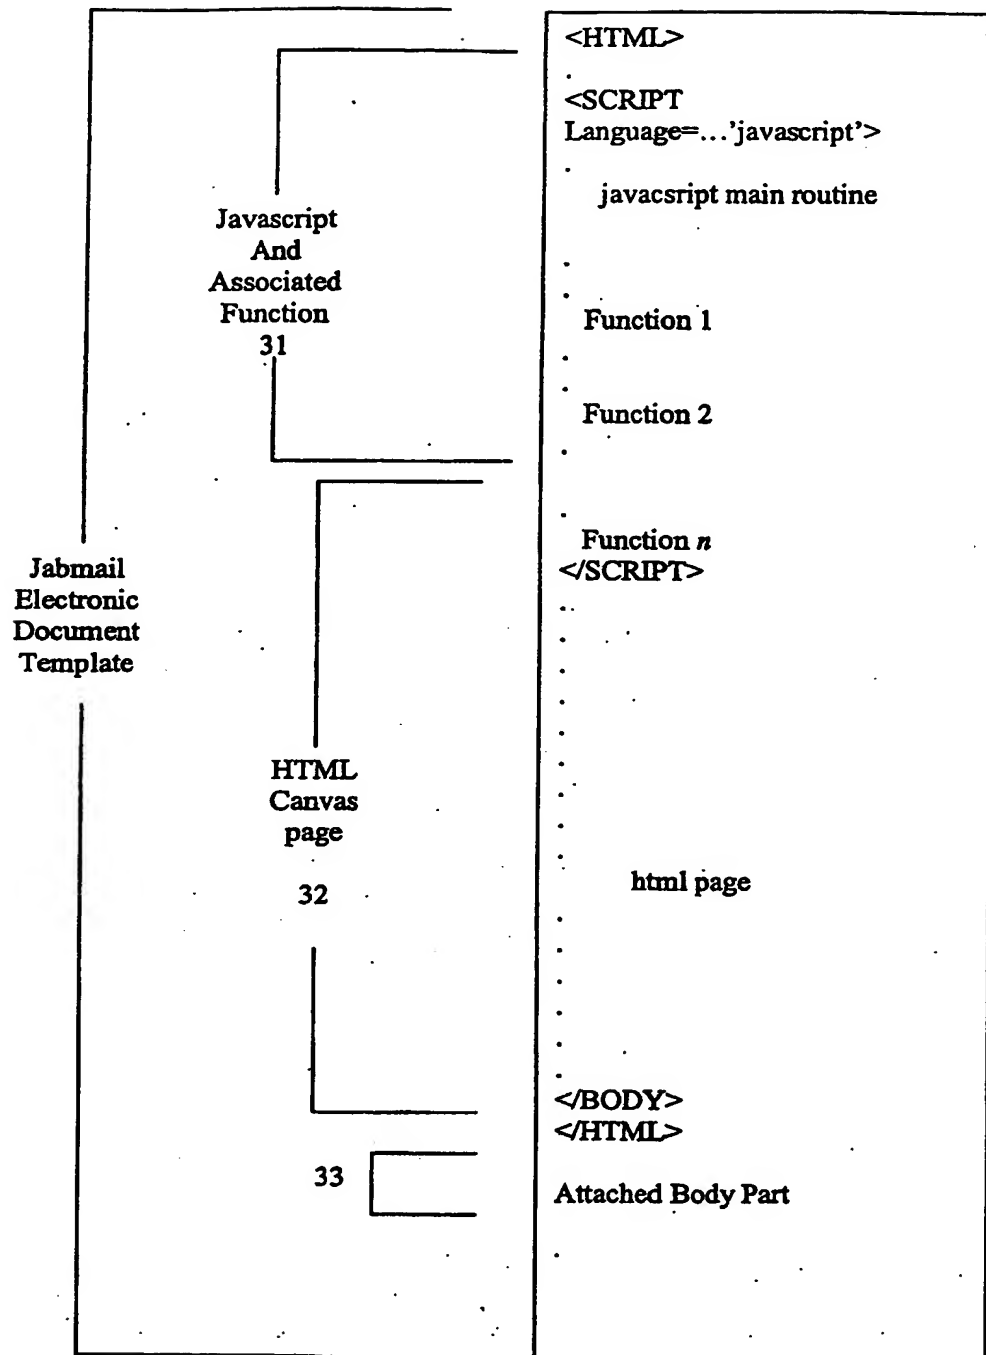 <HTML>
.
<SCRIPT
Language=...’javascript’>
.
javacsript main routine
.
.
Function 1
.
.
Function 2
.
.
Function n
</SCRIPT>
.
.
.
.
.
.
.
.
.
html page
.
.
.
.
.
.
</BODY>
</HTML>
Attached Body Part
.
Javascript
And
Associated
Function
31
Jabmail
Electronic
Document
Template
HTML
Canvas
page
32
33